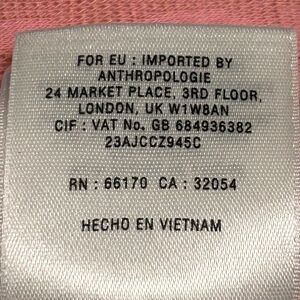 FOR EU : IMPORTED BY
ANTHROPOLOGIE
24 MARKET PLACE, 3RD FLOOR,
LONDON, UK W1W8AN
CIF : VAT No. GB 684936382
23AJCCZ945C
RN : 66170 CA : 32054
HECHO EN VIETNAM